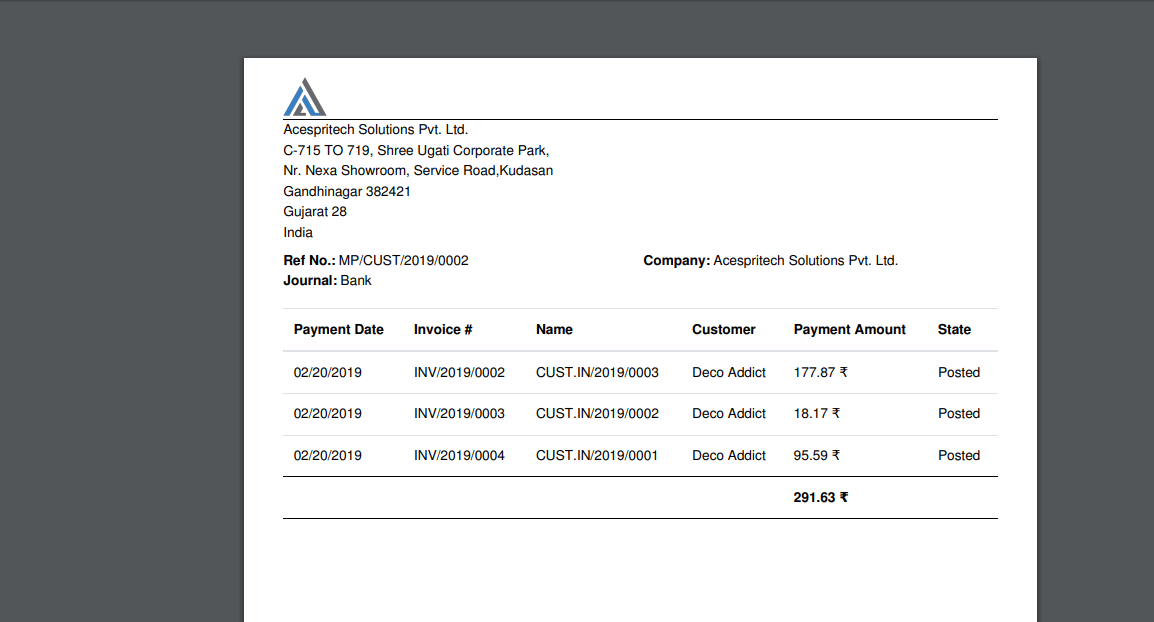 Acespritech Solutions Pvt. Ltd.
C-715 TO 719, Shree Ugati Corporate Park,
Nr. Nexa Showroom, Service Road,Kudasan
Gandhinagar 382421
Gujarat 28
India
Ref No.: MP/CUST/2019/0002 Company: Acespritech Solutions Pvt. Ltd.
Journal: Bank
Payment Date Invoice # Name Customer Payment Amount State
02/20/2019 INV/2019/0002 CUST.IN/2019/0003 Deco Addict 177.87 ₹ Posted
02/20/2019 INV/2019/0003 CUST.IN/2019/0002 Deco Addict 18.17 ₹ Posted
02/20/2019 INV/2019/0004 CUST.IN/2019/0001 Deco Addict 95.59 ₹ Posted
291.63 ₹